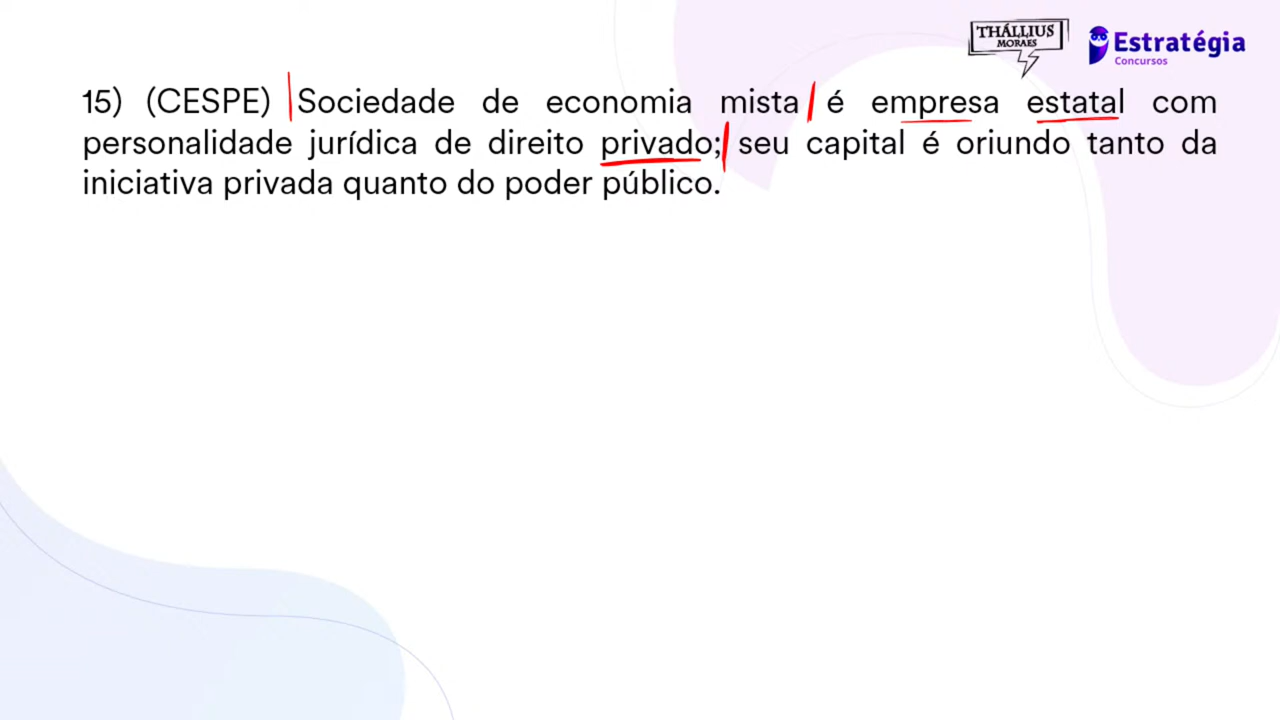 THÁLLIUS
MORAES
Estratégia
Concursos
15) (CESPE) Sociedade de economia mista é empresa estatal com
personalidade jurídica de direito privado; seu capital é oriundo tanto da
iniciativa privada quanto do poder público.